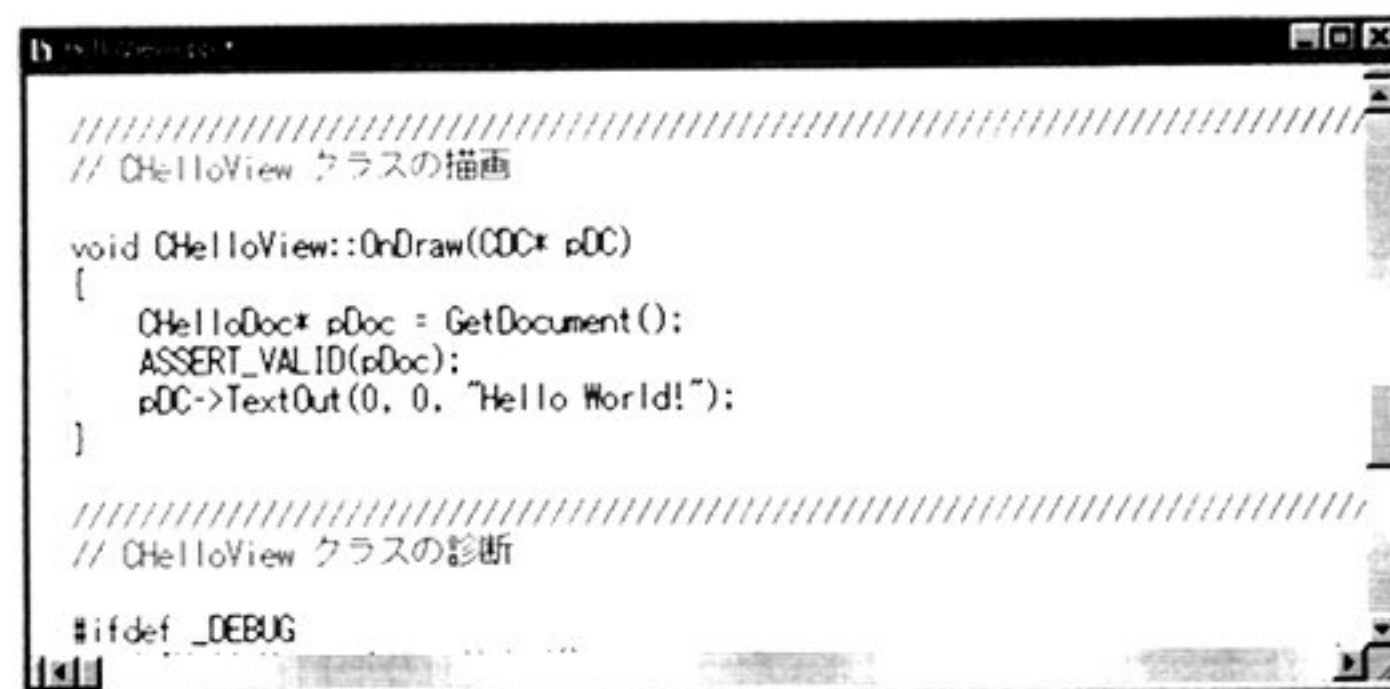 ////////////////////////////////////////////////////////////////////////////
// CHelloView クラスの描画
void CHelloView::OnDraw(CDC* pDC)
{
CHelloDoc* pDoc = GetDocument();
ASSERT_VALID(pDoc);
pDC->TextOut(0, 0, "Hello World!");
}
////////////////////////////////////////////////////////////////////////////
// CHelloView クラスの診断
#ifdef _DEBUG